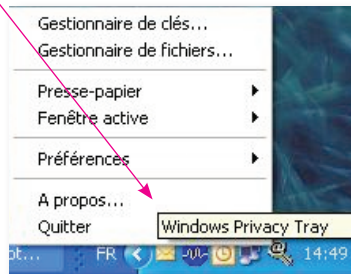 Gestionnaire de clés...
Gestionnaire de fichiers...
Presse-papier
Fenêtre active
Préférences
A propos...
Quitter
Windows Privacy Tray
ot... FR 14:49